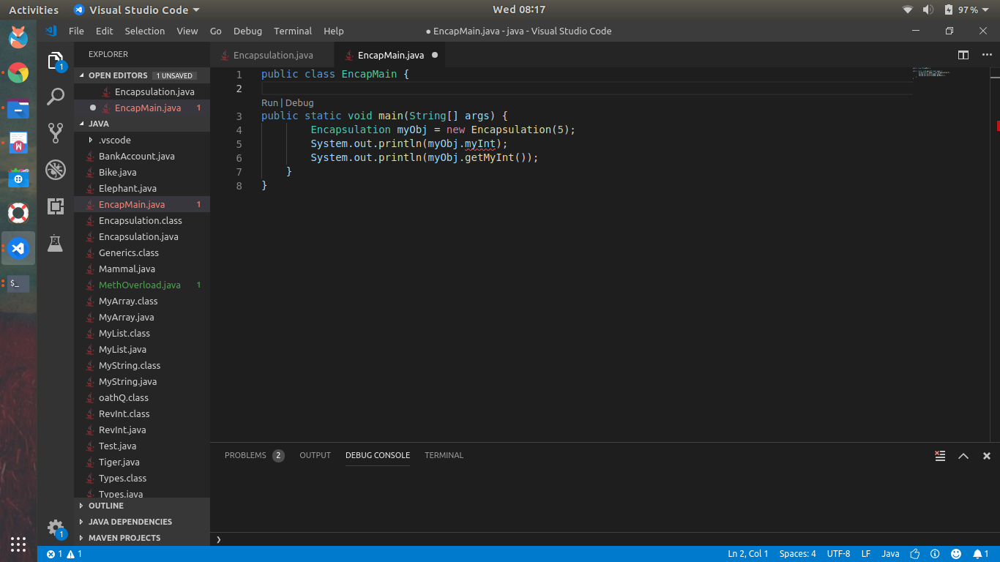 Activities Visual Studio Code Wed 08:17 97%
File Edit Selection View Go Debug Terminal Help ● EncapMain.java - java - Visual Studio Code
EXPLORER
Encapsulation.java EncapMain.java
OPEN EDITORS 1 UNSAVED
Encapsulation.java
EncapMain.java 1
JAVA
.vscode
BankAccount.java
Bike.java
Elephant.java
EncapMain.java 1
Encapsulation.class
Encapsulation.java
Generics.class
Mammal.java
MethOverload.java 1
MyArray.class
MyArray.java
MyList.class
MyList.java
MyString.class
MyString.java
oathQ.class
RevInt.class
RevInt.java
Test.java
Tiger.java
Types.class
Types.java
OUTLINE
JAVA DEPENDENCIES
MAVEN PROJECTS
1
1
$_
1 public class EncapMain {
2
Run | Debug
3 public static void main(String[] args) {
4 Encapsulation myObj = new Encapsulation(5);
5 System.out.println(myObj.myInt);
6 System.out.println(myObj.getMyInt());
7 }
8 }
PROBLEMS 2 OUTPUT DEBUG CONSOLE TERMINAL
1 1 Ln 2, Col 1 Spaces: 4 UTF-8 LF Java 1